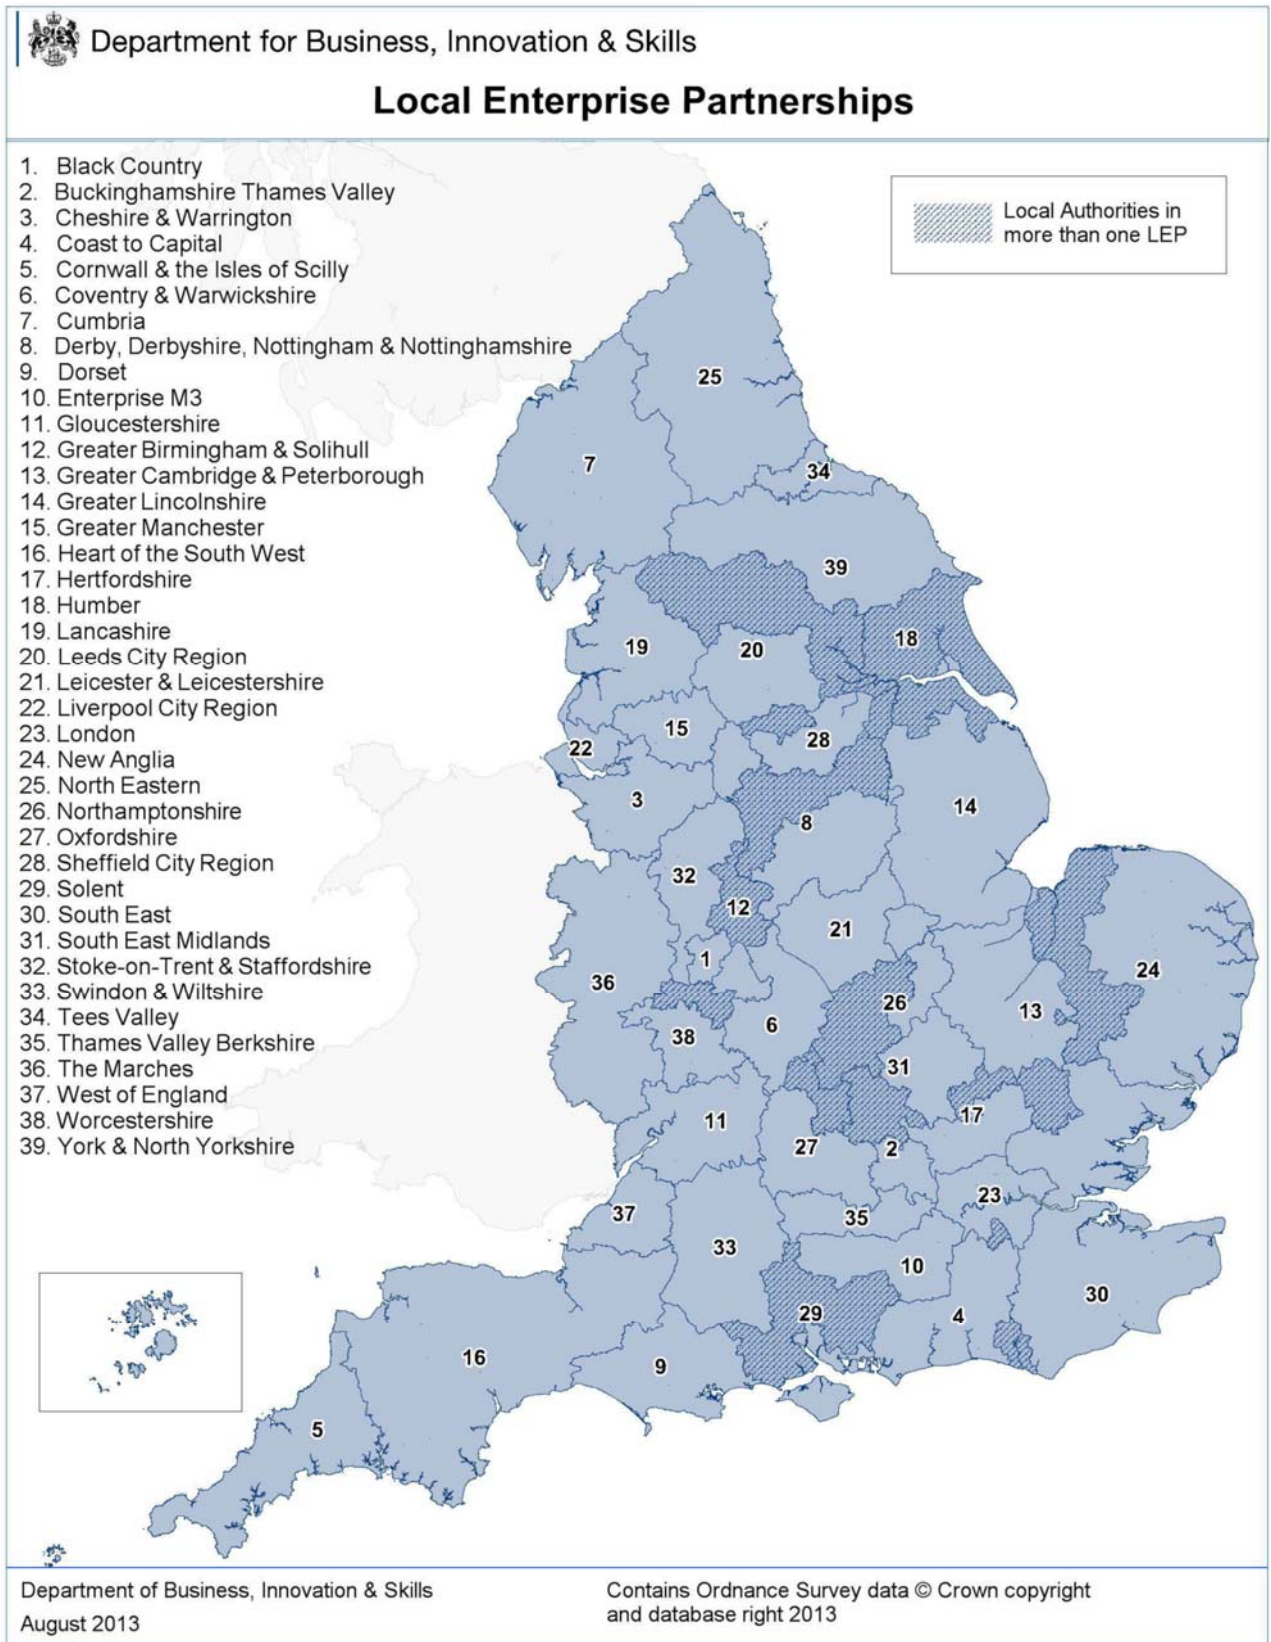 Department for Business, Innovation & Skills
Local Enterprise Partnerships
1. Black Country
2. Buckinghamshire Thames Valley
3. Cheshire & Warrington
4. Coast to Capital
5. Cornwall & the Isles of Scilly
6. Coventry & Warwickshire
7. Cumbria
8. Derby, Derbyshire, Nottingham & Nottinghamshire
9. Dorset
10. Enterprise M3
11. Gloucestershire
12. Greater Birmingham & Solihull
13. Greater Cambridge & Peterborough
14. Greater Lincolnshire
15. Greater Manchester
16. Heart of the South West
17. Hertfordshire
18. Humber
19. Lancashire
20. Leeds City Region
21. Leicester & Leicestershire
22. Liverpool City Region
23. London
24. New Anglia
25. North Eastern
26. Northamptonshire
27. Oxfordshire
28. Sheffield City Region
29. Solent
30. South East
31. South East Midlands
32. Stoke-on-Trent & Staffordshire
33. Swindon & Wiltshire
34. Tees Valley
35. Thames Valley Berkshire
36. The Marches
37. West of England
38. Worcestershire
39. York & North Yorkshire
Local Authorities in
more than one LEP
25
7
34
39
18
19
20
15
28
22
3
14
8
32
12
21
1
24
36
26
13
6
38
31
11
17
27
2
23
37
35
33
10
30
29
4
16
9
5
Department of Business, Innovation & Skills
August 2013
Contains Ordnance Survey data © Crown copyright
and database right 2013